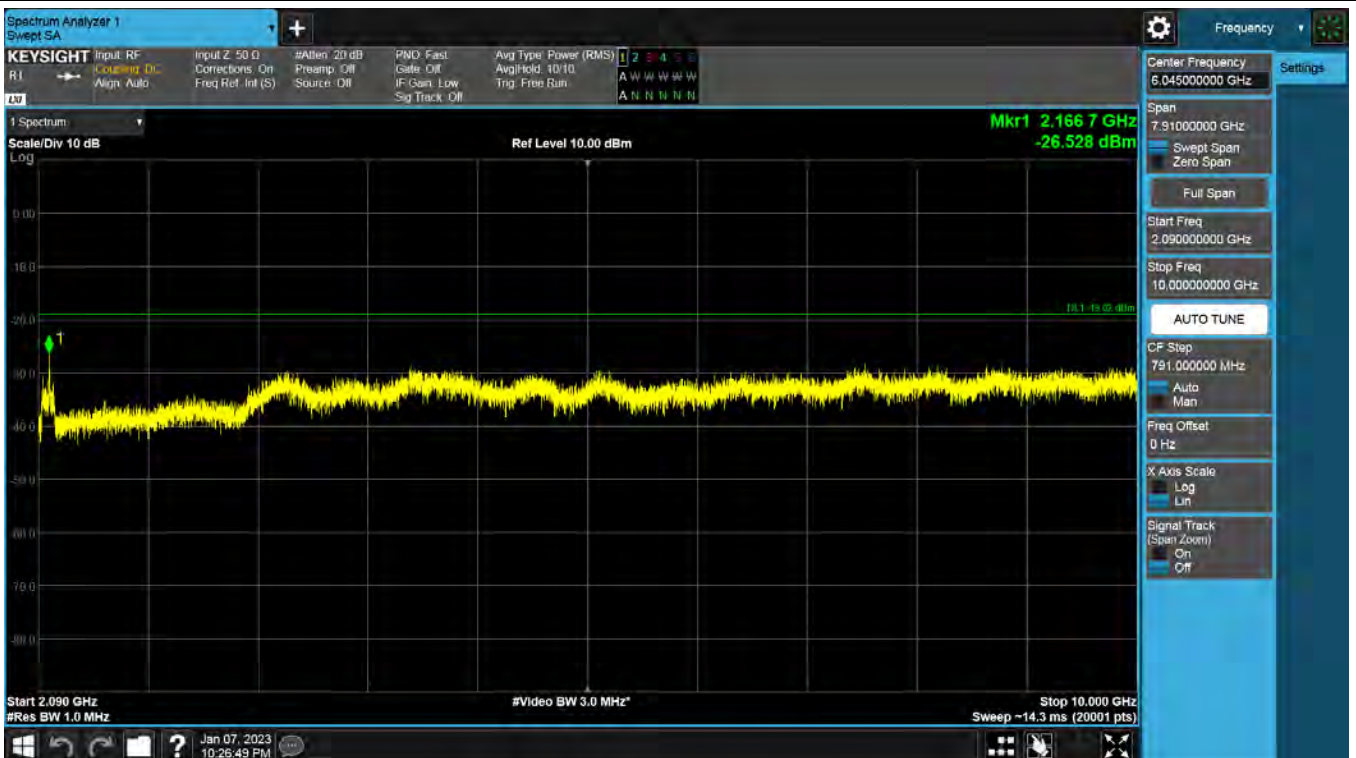 Spectrum Analyzer 1
Swept SA
+
Frequency
KEYSIGHT
Input: RF
Coupling: DC
Align: Auto
Input Z: 50 Ω
Corrections: On
Freq Ref: Int (S)
#Atten: 20 dB
Preamp: Off
Source: Off
PNO: Fast
Gate: Off
IF Gain: Low
Sig Track: Off
Avg Type: Power (RMS)
Avg|Hold: 10/10
Trig: Free Run
1 2 3 4 5 6
A W W W W W
A N N N N N
LXI
1 Spectrum
Mkr1 2.166 7 GHz
Scale/Div 10 dB
Ref Level 10.00 dBm
-26.528 dBm
Log
0.00
-10.0
-20.0
-30.0
-40.0
-50.0
-60.0
-70.0
-80.0
1
Start 2.090 GHz
#Video BW 3.0 MHz*
Stop 10.000 GHz
#Res BW 1.0 MHz
Sweep ~14.3 ms (20001 pts)
Center Frequency
6.045000000 GHz
Settings
Span
7.91000000 GHz
Swept Span
Zero Span
Full Span
Start Freq
2.090000000 GHz
Stop Freq
10.000000000 GHz
AUTO TUNE
CF Step
791.000000 MHz
Auto
Man
Freq Offset
0 Hz
X Axis Scale
Log
Lin
Signal Track
(Span Zoom)
On
Off
?
Jan 07, 2023
10:26:49 PM